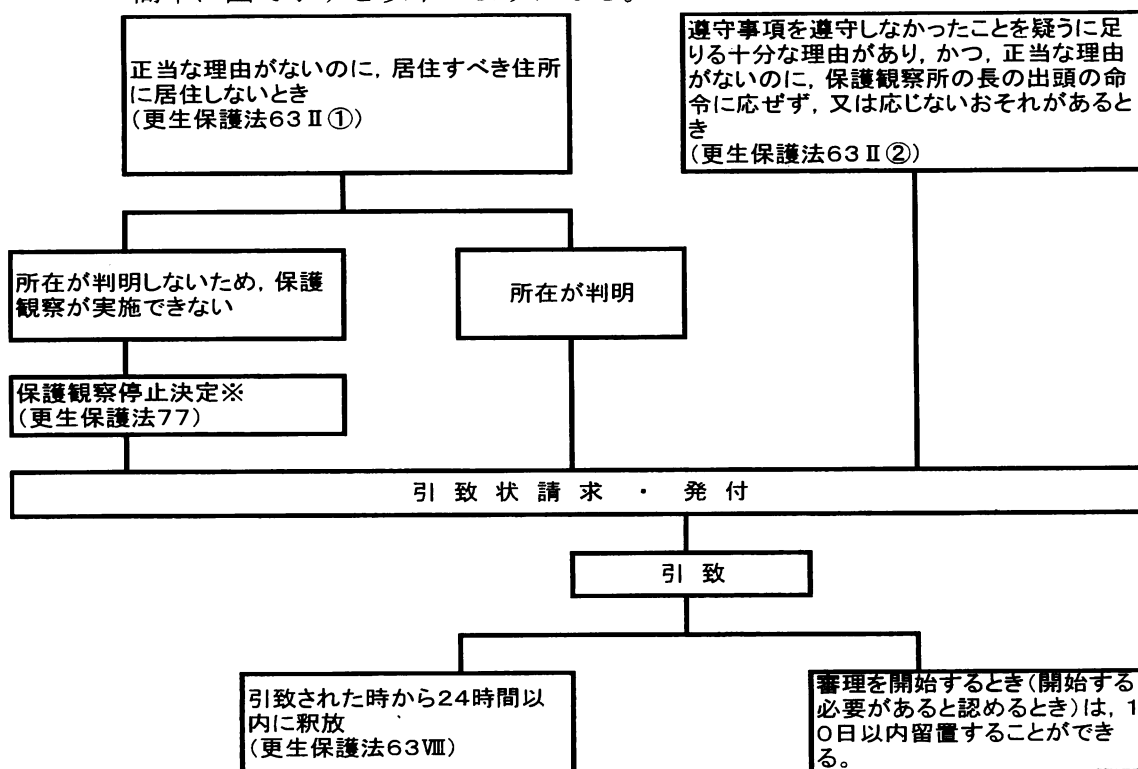 正当な理由がないのに，居住すべき住所
に居住しないとき
（更生保護法63Ⅱ①）
遵守事項を遵守しなかったことを疑うに足
りる十分な理由があり，かつ，正当な理由
がないのに，保護観察所の長の出頭の命
令に応ぜず，又は応じないおそれがあると
き
（更生保護法63Ⅱ②）
所在が判明しないため，保護
観察が実施できない
所在が判明
保護観察停止決定※
（更生保護法77）
引 致 状 請 求 ・ 発 付
引 致
引致された時から24時間以
内に釈放
（更生保護法63Ⅷ）
審理を開始するとき（開始する
必要があると認めるとき）は，1
0日以内留置することができ
る。